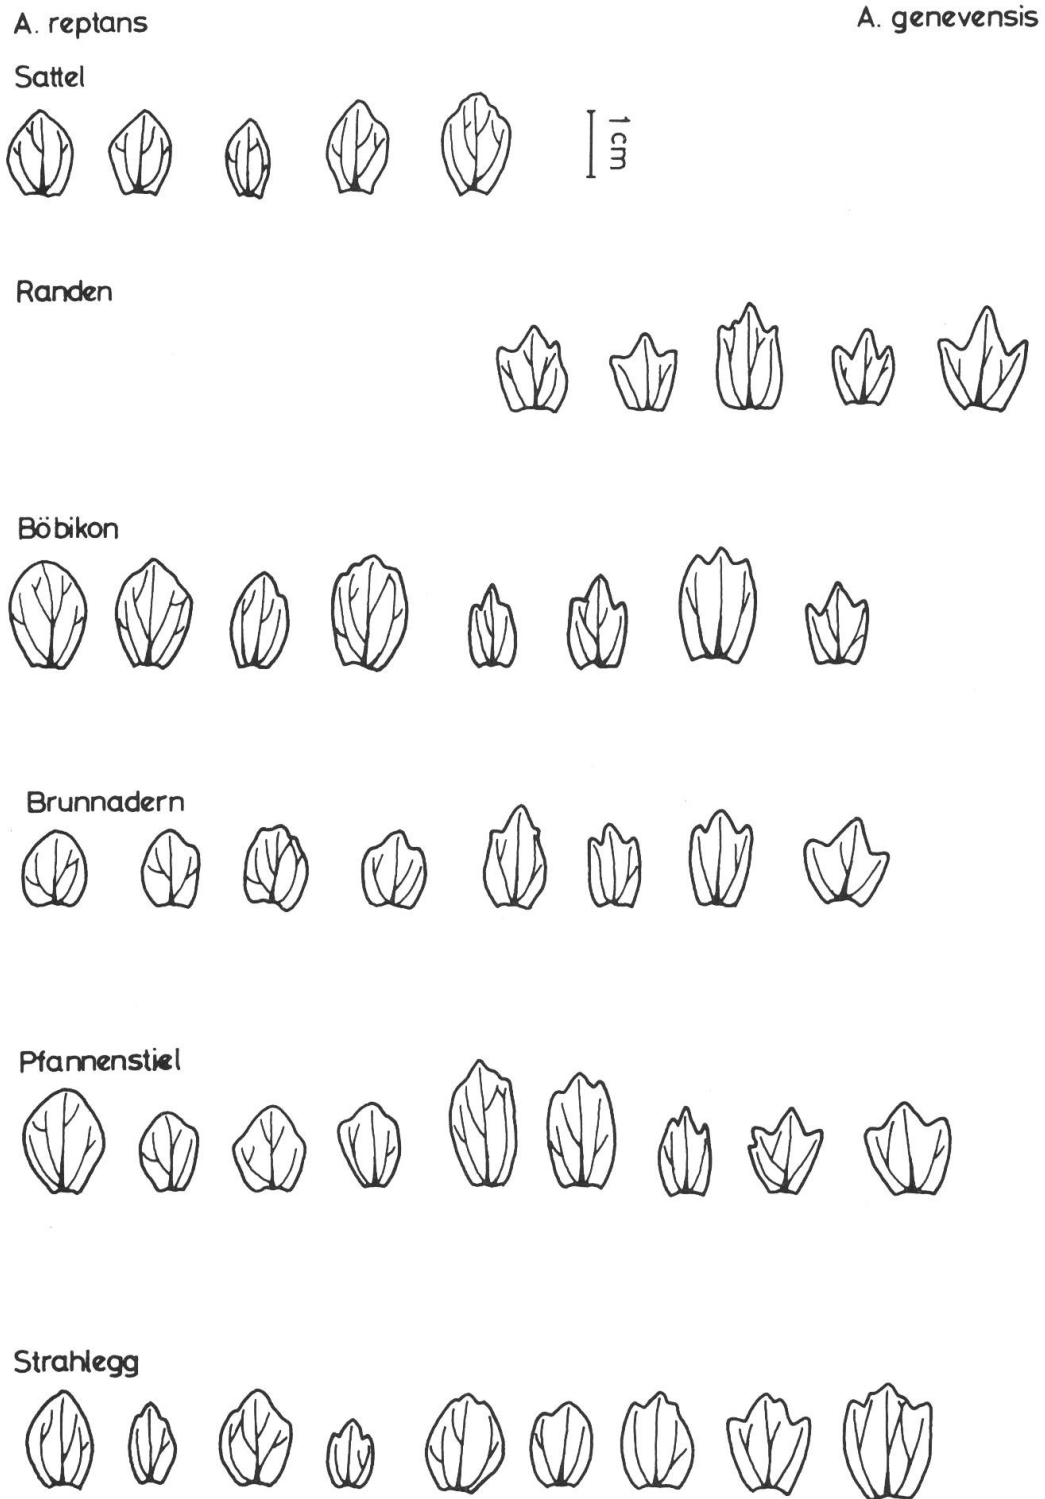 A. reptans
A. genevensis
Sattel
1 cm
Randen
Böbikon
Brunnadern
Pfannenstiel
Strahlegg